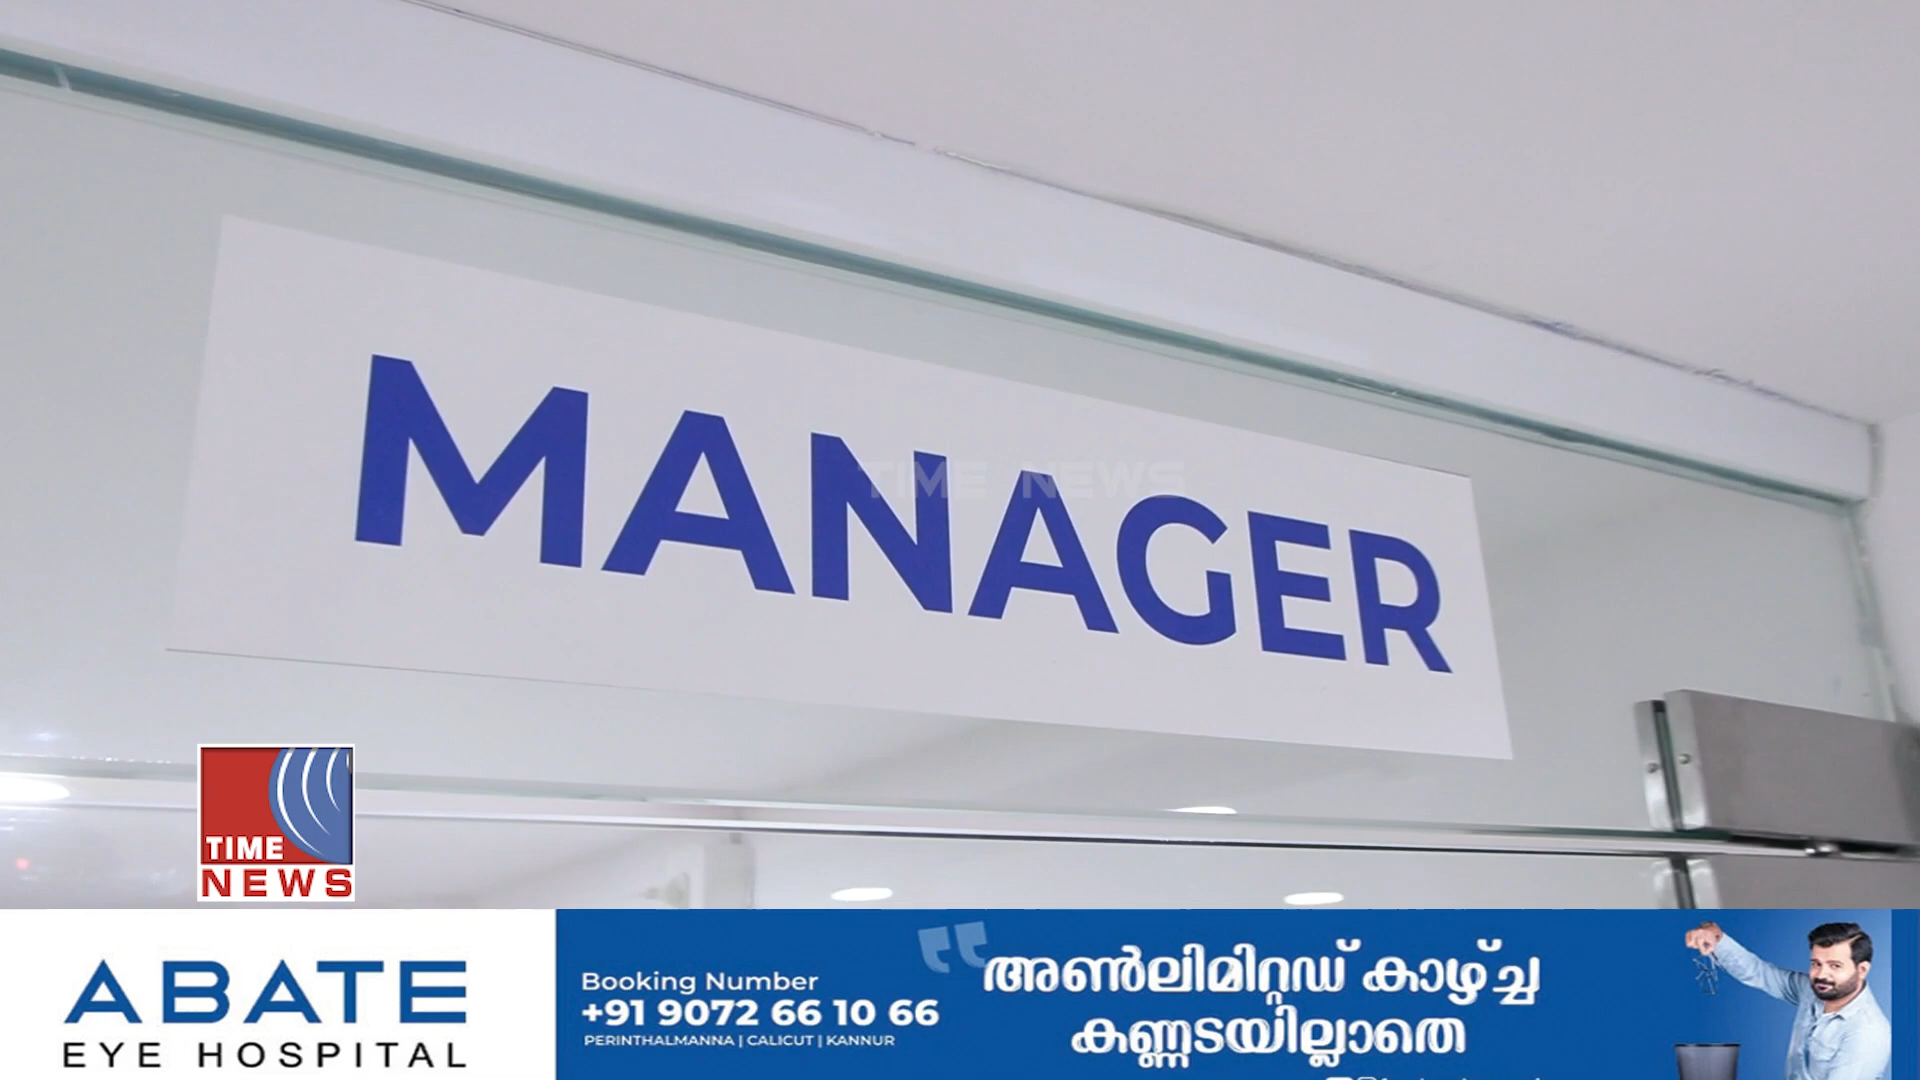 MANAGER
TIME NEWS
TIME
NEWS
ABATE
EYE HOSPITAL
Booking Number
+91 9072 66 10 66
PERINTHALMANNA | CALICUT | KANNUR
അൺലിമിറ്റഡ് കാഴ്ച്ച
കണ്ണടയില്ലാതെ